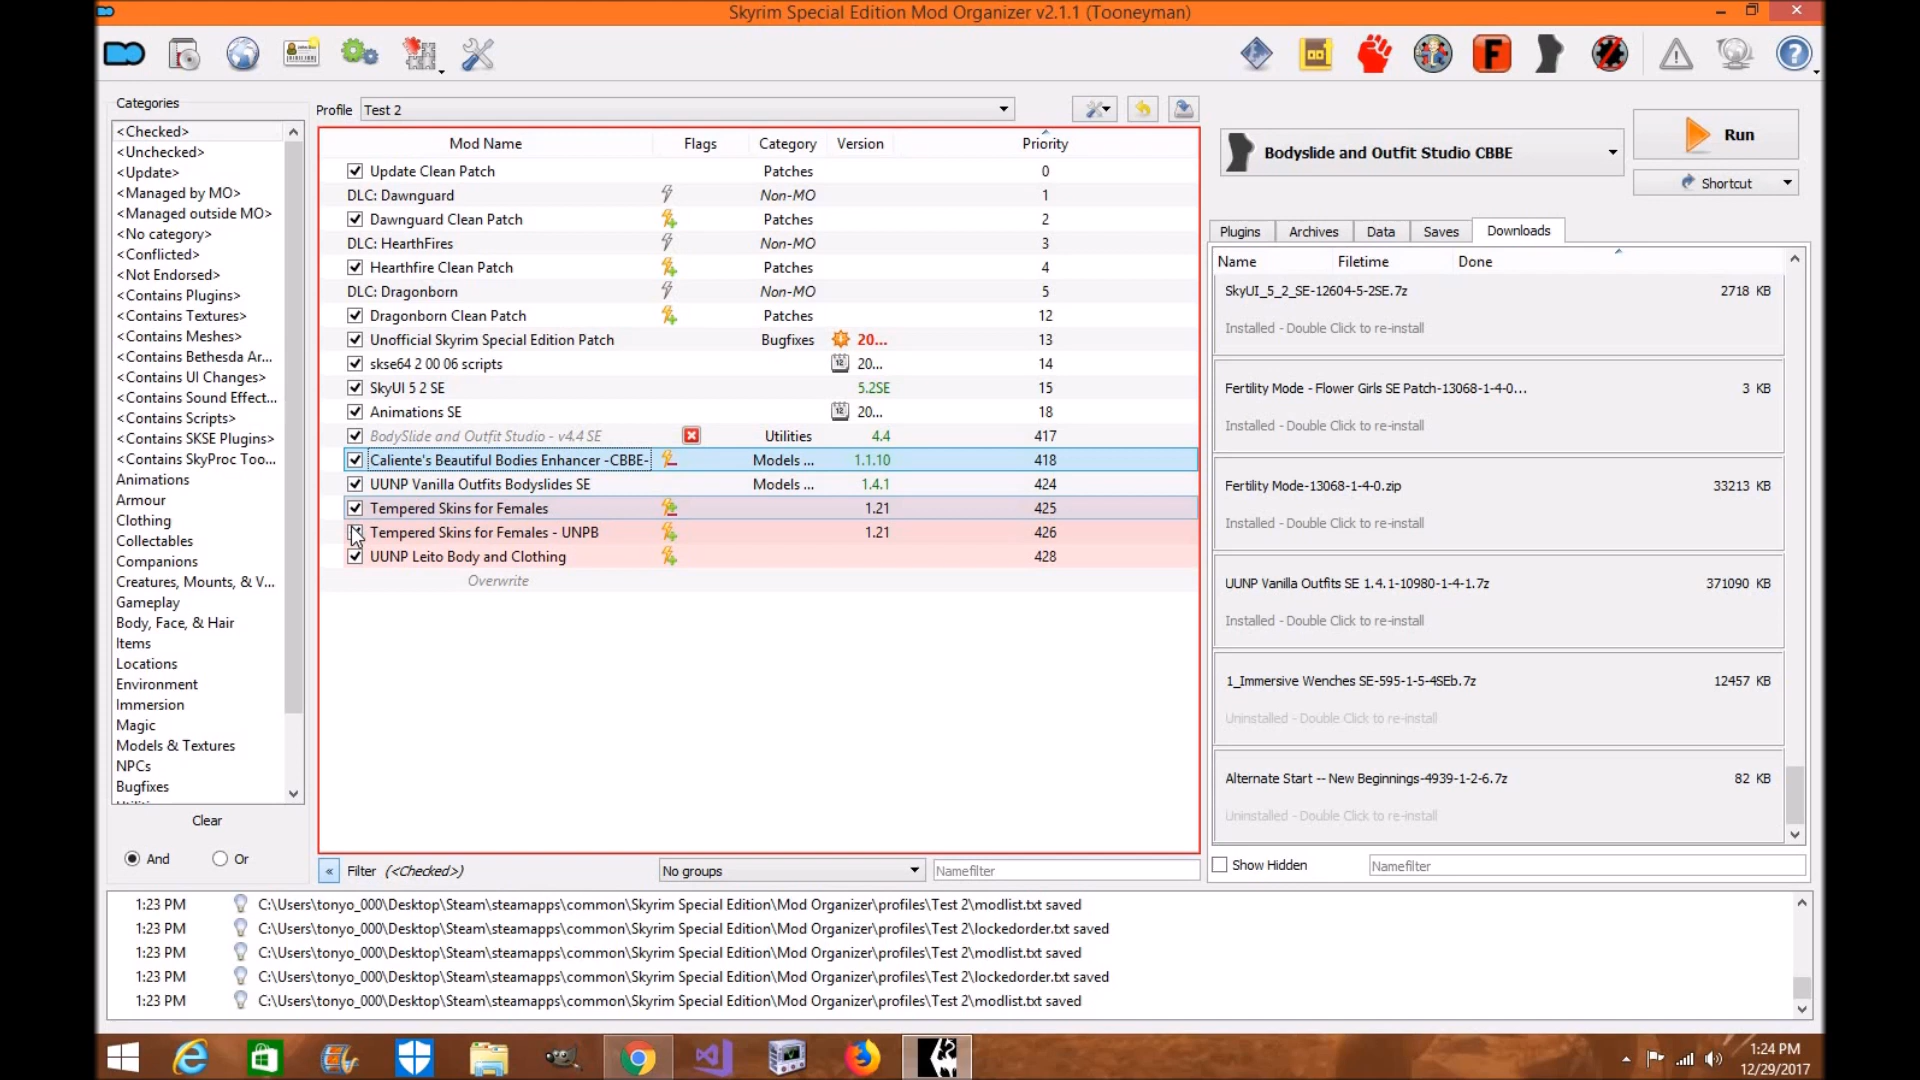 Skyrim Special Edition Mod Organizer v2.1.1 (Tooneyman)
Categories
<Checked>
<Unchecked>
<Update>
<Managed by MO>
<Managed outside MO>
<No category>
<Conflicted>
<Not Endorsed>
<Contains Plugins>
<Contains Textures>
<Contains Meshes>
<Contains Bethesda Ar...
<Contains UI Changes>
<Contains Sound Effect...
<Contains Scripts>
<Contains SKSE Plugins>
<Contains SkyProc Too...
Animations
Armour
Clothing
Collectables
Companions
Creatures, Mounts, & V...
Gameplay
Body, Face, & Hair
Items
Locations
Environment
Immersion
Magic
Models & Textures
NPCs
Bugfixes
Clear
And Or
Profile Test 2
Mod Name Flags Category Version Priority
Update Clean Patch Patches 0
DLC: Dawnguard Non-MO 1
Dawnguard Clean Patch Patches 2
DLC: HearthFires Non-MO 3
Hearthfire Clean Patch Patches 4
DLC: Dragonborn Non-MO 5
Dragonborn Clean Patch Patches 12
Unofficial Skyrim Special Edition Patch Bugfixes 20... 13
skse64 2 00 06 scripts 20... 14
SkyUI 5 2 SE 5.2SE 15
Animations SE 20... 18
BodySlide and Outfit Studio - v4.4 SE Utilities 4.4 417
Caliente's Beautiful Bodies Enhancer -CBBE- Models ... 1.1.10 418
UUNP Vanilla Outfits Bodyslides SE Models ... 1.4.1 424
Tempered Skins for Females 1.21 425
Tempered Skins for Females - UNPB 1.21 426
UUNP Leito Body and Clothing 428
Overwrite
« Filter (<Checked>) No groups Namefilter
Bodyslide and Outfit Studio CBBE
Run
Shortcut
Plugins Archives Data Saves Downloads
Name Filetime Done
SkyUI_5_2_SE-12604-5-2SE.7z 2718 KB
Installed - Double Click to re-install
Fertility Mode - Flower Girls SE Patch-13068-1-4-0... 3 KB
Installed - Double Click to re-install
Fertility Mode-13068-1-4-0.zip 33213 KB
Installed - Double Click to re-install
UUNP Vanilla Outfits SE 1.4.1-10980-1-4-1.7z 371090 KB
Installed - Double Click to re-install
1_Immersive Wenches SE-595-1-5-4SEb.7z 12457 KB
Uninstalled - Double Click to re-install
Alternate Start -- New Beginnings-4939-1-2-6.7z 82 KB
Uninstalled - Double Click to re-install
Show Hidden Namefilter
1:23 PM C:\Users\tonyo_000\Desktop\Steam\steamapps\common\Skyrim Special Edition\Mod Organizer\profiles\Test 2\modlist.txt saved
1:23 PM C:\Users\tonyo_000\Desktop\Steam\steamapps\common\Skyrim Special Edition\Mod Organizer\profiles\Test 2\lockedorder.txt saved
1:23 PM C:\Users\tonyo_000\Desktop\Steam\steamapps\common\Skyrim Special Edition\Mod Organizer\profiles\Test 2\modlist.txt saved
1:23 PM C:\Users\tonyo_000\Desktop\Steam\steamapps\common\Skyrim Special Edition\Mod Organizer\profiles\Test 2\lockedorder.txt saved
1:23 PM C:\Users\tonyo_000\Desktop\Steam\steamapps\common\Skyrim Special Edition\Mod Organizer\profiles\Test 2\modlist.txt saved
1:24 PM
12/29/2017